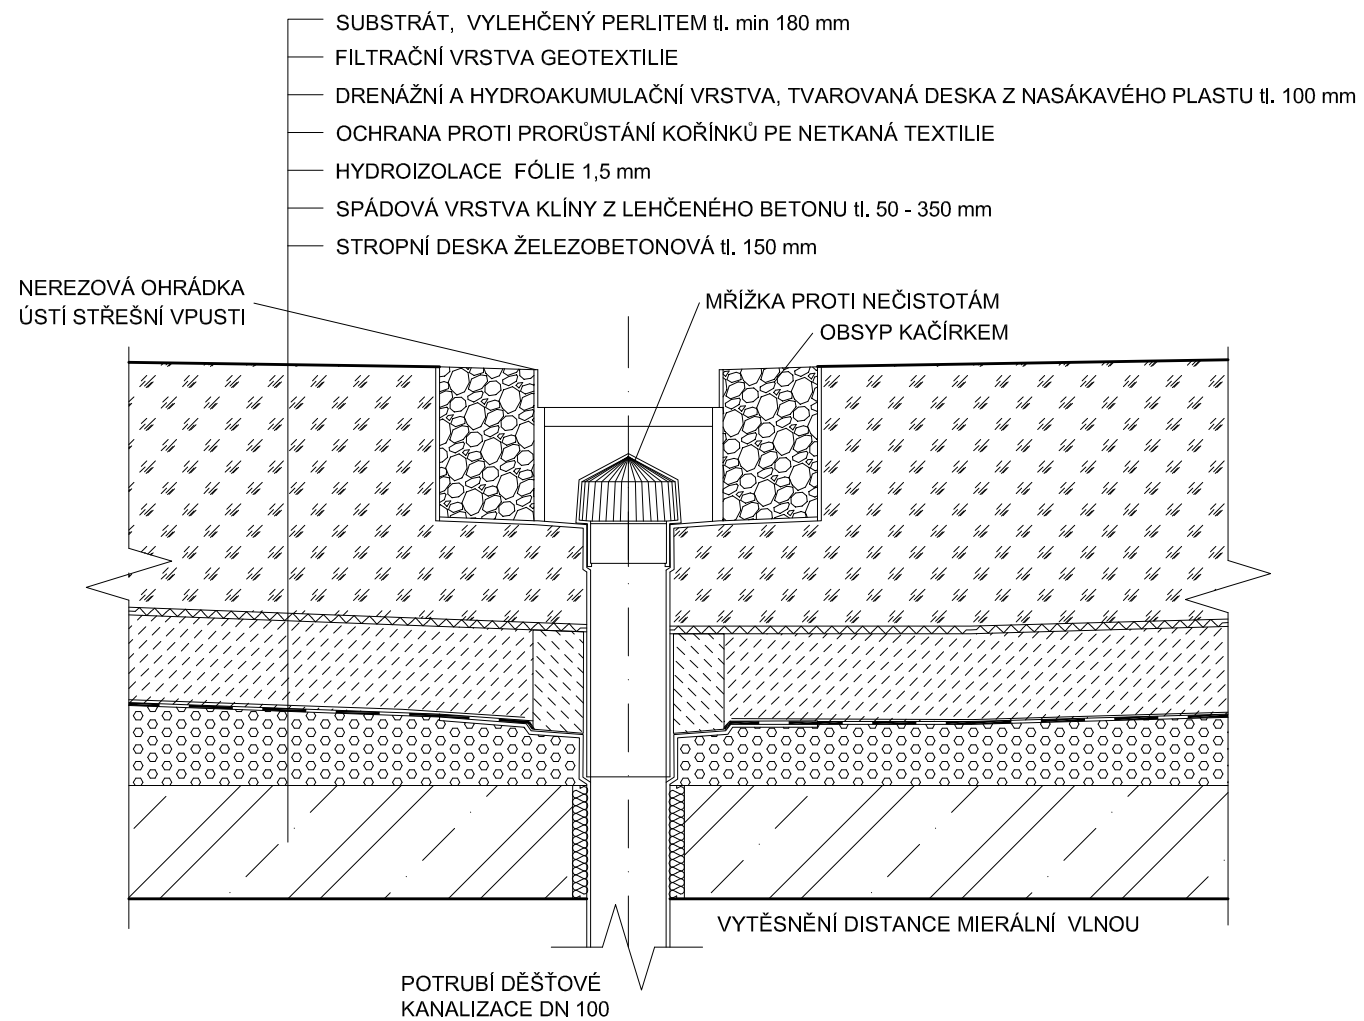 SUBSTRÁT, VYLEHČENÝ PERLITEM tl. min 180 mm
FILTRAČNÍ VRSTVA GEOTEXTILIE
DRENÁŽNÍ A HYDROAKUMULAČNÍ VRSTVA, TVAROVANÁ DESKA Z NASÁKAVÉHO PLASTU tl. 100 mm
OCHRANA PROTI PRORŮSTÁNÍ KOŘÍNKŮ PE NETKANÁ TEXTILIE
HYDROIZOLACE FÓLIE 1,5 mm
SPÁDOVÁ VRSTVA KLÍNY Z LEHČENÉHO BETONU tl. 50 - 350 mm
STROPNÍ DESKA ŽELEZOBETONOVÁ tl. 150 mm
NEREZOVÁ OHRÁDKA
ÚSTÍ STŘEŠNÍ VPUSTI
MŘÍŽKA PROTI NEČISTOTÁM
OBSYP KAČÍRKEM
VYTĚSNĚNÍ DISTANCE MIERÁLNÍ VLNOU
POTRUBÍ DĚŠŤOVÉ
KANALIZACE DN 100